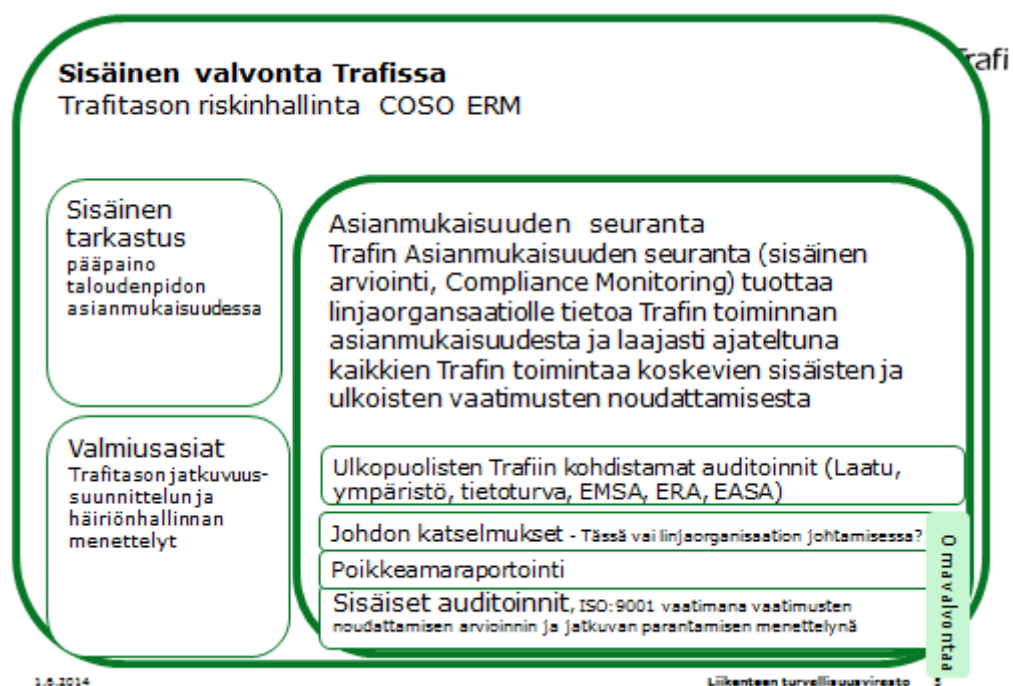 Trafi
Sisäinen valvonta Trafissa
Trafitason riskinhallinta COSO ERM
Sisäinen
tarkastus
pääpaino
taloudenpidon
asianmukaisuudessa
Valmiusasiat
Trafitason jatkuvuus-
suunnittelun ja
häiriönhallinnan
menettelyt
Asianmukaisuuden seuranta
Trafin Asianmukaisuuden seuranta (sisäinen
arviointi, Compliance Monitoring) tuottaa
linjaorgansaatiolle tietoa Trafin toiminnan
asianmukaisuudesta ja laajasti ajateltuna
kaikkien Trafin toimintaa koskevien sisäisten ja
ulkoisten vaatimusten noudattamisesta
Ulkopuolisten Trafiin kohdistamat auditoinnit (Laatu,
ympäristö, tietoturva, EMSA, ERA, EASA)
Johdon katselmukset - Tässä vai linjaorganisaation johtamisessa?
Poikkeamaraportointi
Sisäiset auditoinnit, ISO:9001 vaatimana vaatimusten
noudattamisen arvioinnin ja jatkuvan parantamisen menettelynä
Omavalvontaa
1.6.2014
Liikenteen turvallisuusvirasto 5